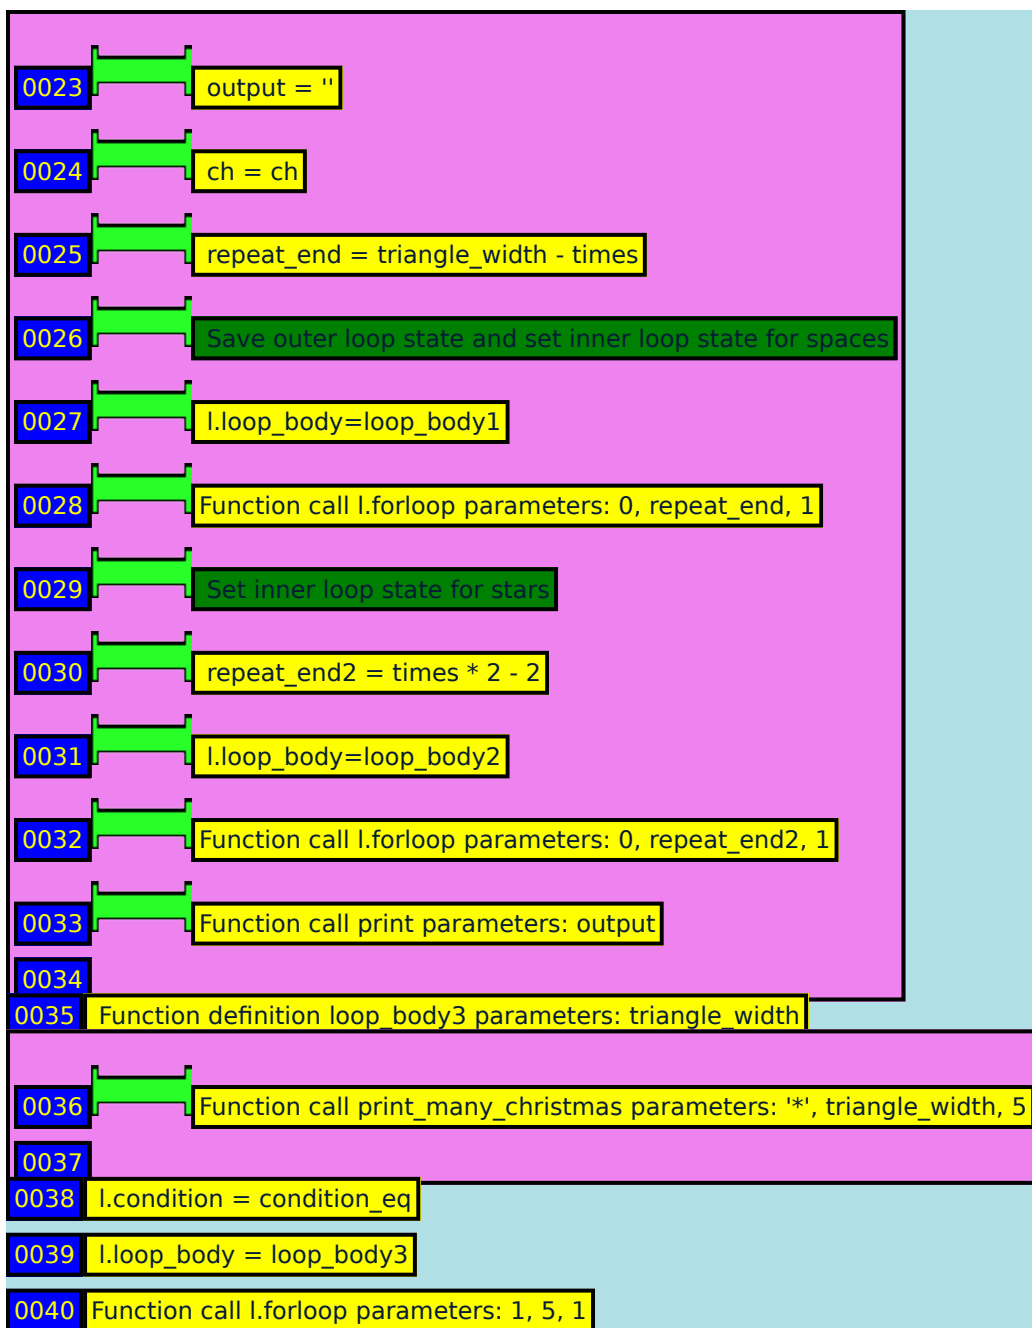 0023 output = ''
0024 ch = ch
0025 repeat_end = triangle_width - times
0026 Save outer loop state and set inner loop state for spaces
0027 l.loop_body=loop_body1
0028 Function call l.forloop parameters: 0, repeat_end, 1
0029 Set inner loop state for stars
0030 repeat_end2 = times * 2 - 2
0031 l.loop_body=loop_body2
0032 Function call l.forloop parameters: 0, repeat_end2, 1
0033 Function call print parameters: output
0034
0035 Function definition loop_body3 parameters: triangle_width
0036 Function call print_many_christmas parameters: '*', triangle_width, 5
0037
0038 l.condition = condition_eq
0039 l.loop_body = loop_body3
0040 Function call l.forloop parameters: 1, 5, 1